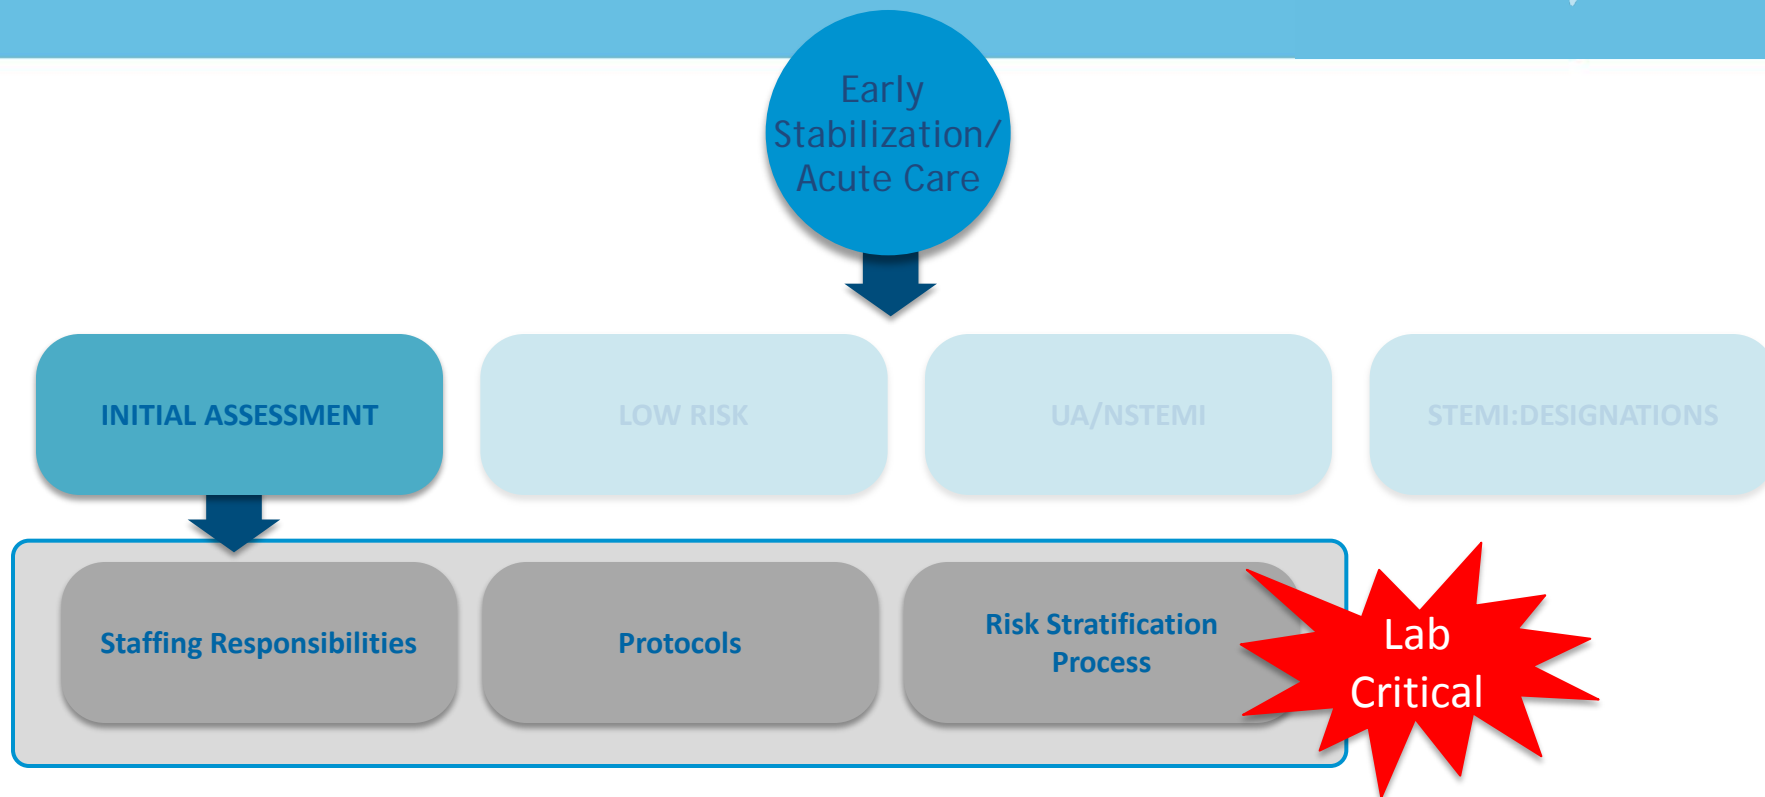 Early
Stabilization/
Acute Care
INITIAL ASSESSMENT
LOW RISK
UA/NSTEMI
STEMI:DESIGNATIONS
Staffing Responsibilities
Protocols
Risk Stratification
Process
Lab
Critical